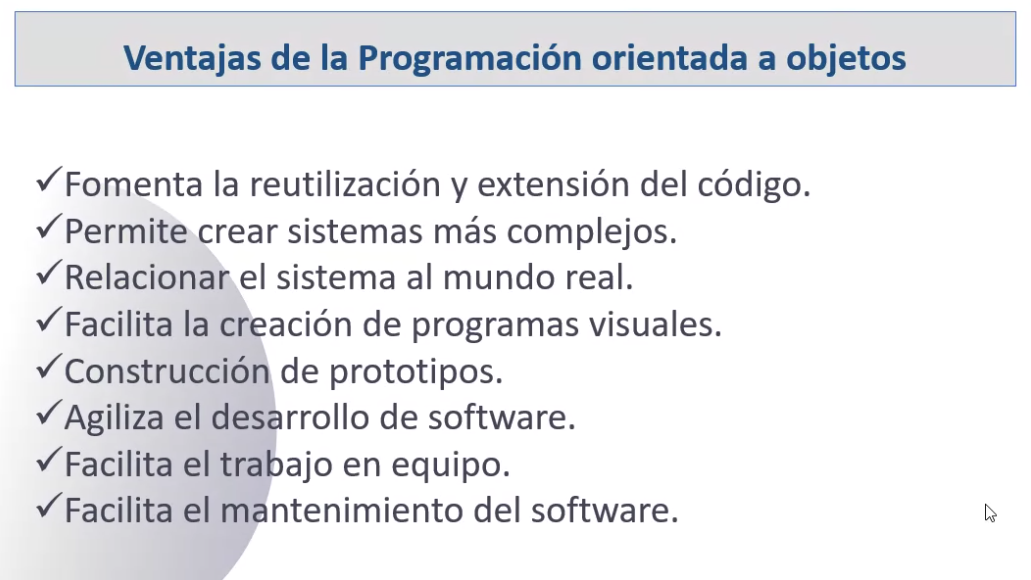 Ventajas de la Programación orientada a objetos
✓Fomenta la reutilización y extensión del código.
✓Permite crear sistemas más complejos.
✓Relacionar el sistema al mundo real.
✓Facilita la creación de programas visuales.
✓Construcción de prototipos.
✓Agiliza el desarrollo de software.
✓Facilita el trabajo en equipo.
✓Facilita el mantenimiento del software.